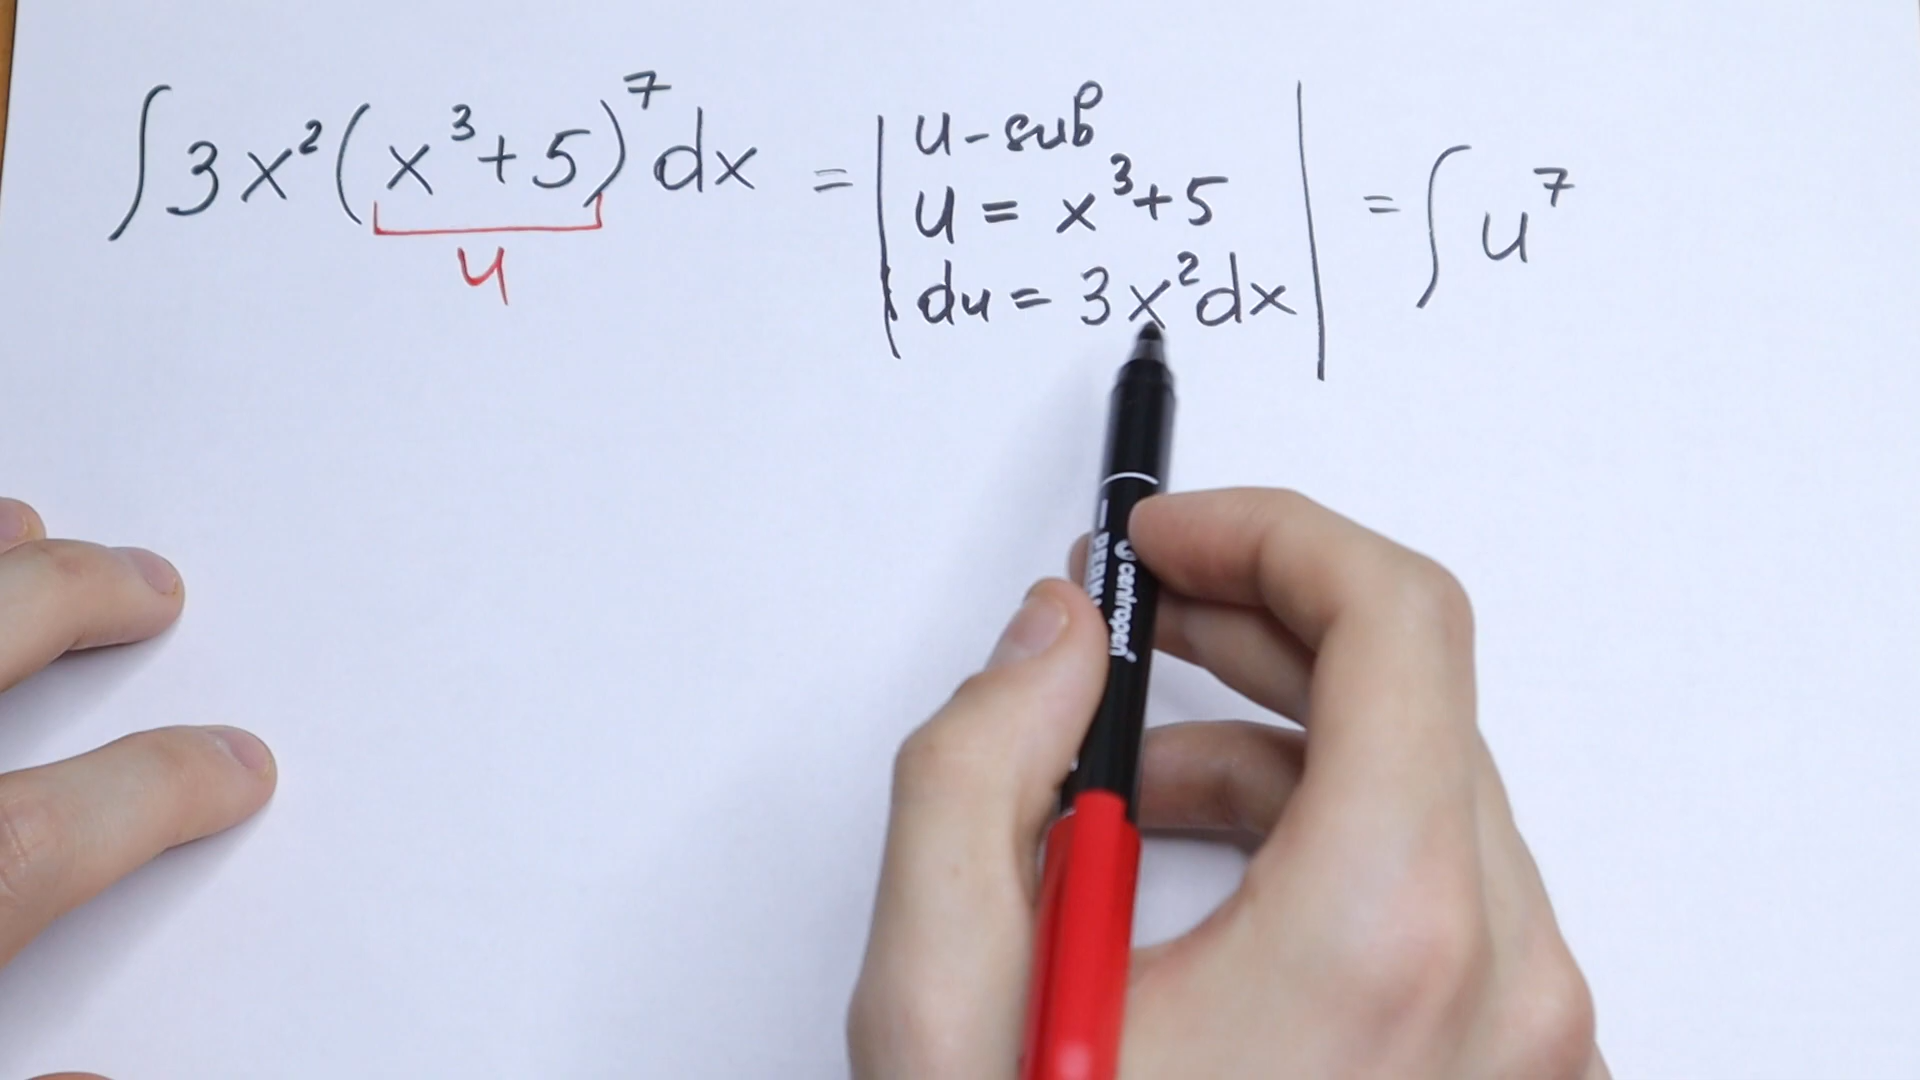 ∫ 3x²(x³+5)⁷dx = | u-sub
u = x³+5
du = 3x²dx | = ∫ u⁷
u
centropen